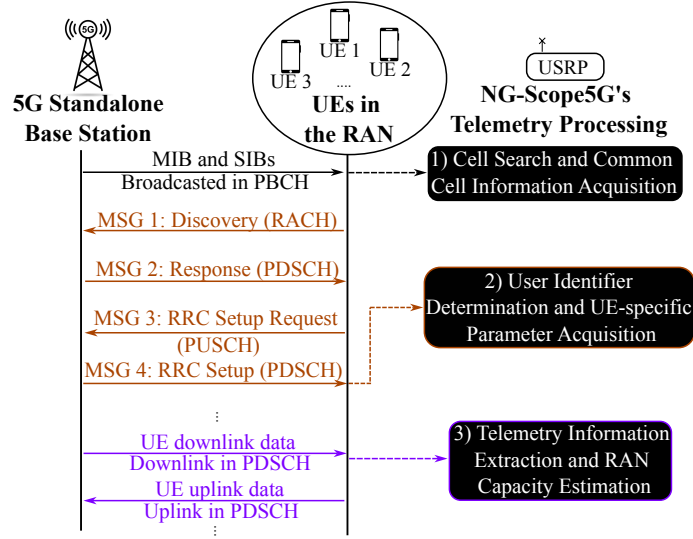 5G
5G Standalone
Base Station
UE 1
UE 3
UE 2
....
UEs in
the RAN
USRP
NG-Scope5G's
Telemetry Processing
MIB and SIBs
Broadcasted in PBCH
1) Cell Search and Common
Cell Information Acquisition
MSG 1: Discovery (RACH)
MSG 2: Response (PDSCH)
MSG 3: RRC Setup Request
(PUSCH)
MSG 4: RRC Setup (PDSCH)
2) User Identifier
Determination and UE-specific
Parameter Acquisition
...
UE downlink data
Downlink in PDSCH
UE uplink data
Uplink in PDSCH
...
3) Telemetry Information
Extraction and RAN
Capacity Estimation